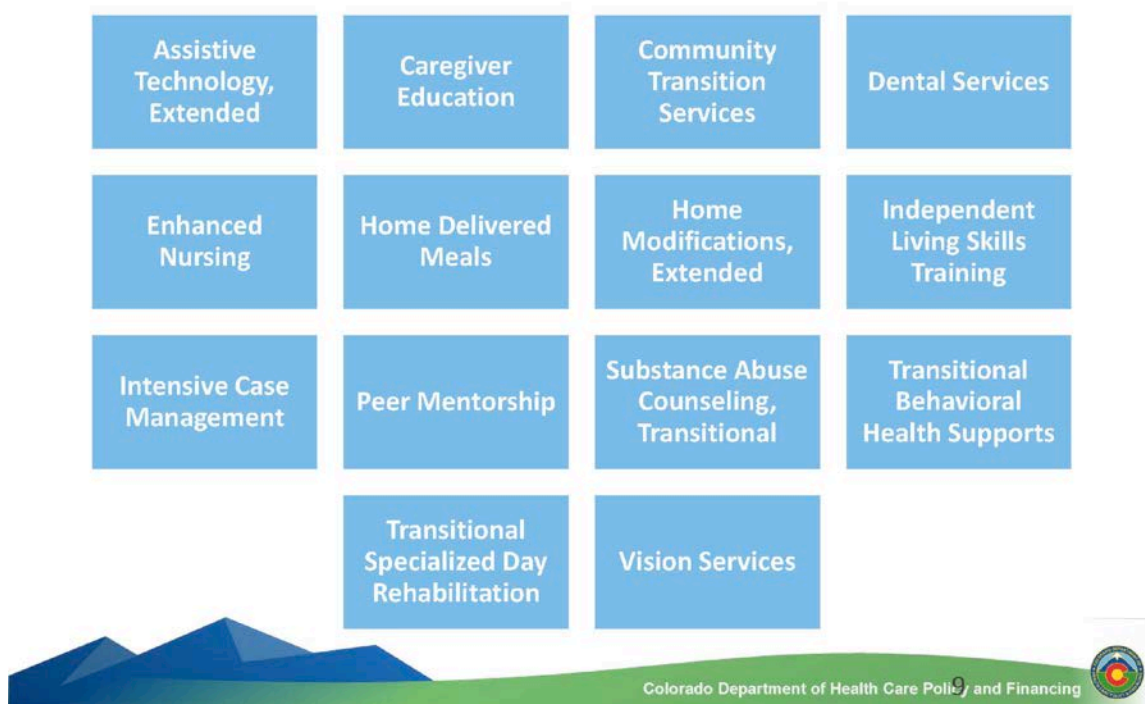 Assistive
Technology,
Extended
Caregiver
Education
Community
Transition
Services
Dental Services
Enhanced
Nursing
Home Delivered
Meals
Home
Modifications,
Extended
Independent
Living Skills
Training
Intensive Case
Management
Peer Mentorship
Substance Abuse
Counseling,
Transitional
Transitional
Behavioral
Health Supports
Transitional
Specialized Day
Rehabilitation
Vision Services
Colorado Department of Health Care Policy and Financing
9